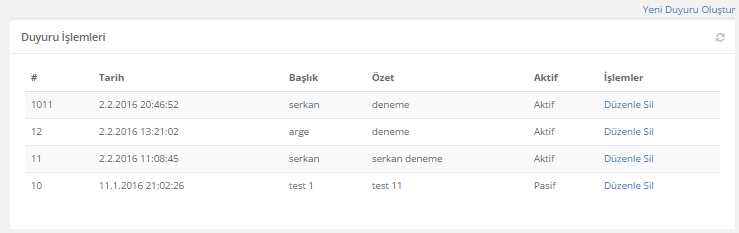 Yeni Duyuru Oluştur
Duyuru İşlemleri
# Tarih Başlık Özet Aktif İşlemler
1011 2.2.2016 20:46:52 serkan deneme Aktif Düzenle Sil
12 2.2.2016 13:21:02 arge deneme Aktif Düzenle Sil
11 2.2.2016 11:08:45 serkan serkan deneme Aktif Düzenle Sil
10 11.1.2016 21:02:26 test 1 test 11 Pasif Düzenle Sil